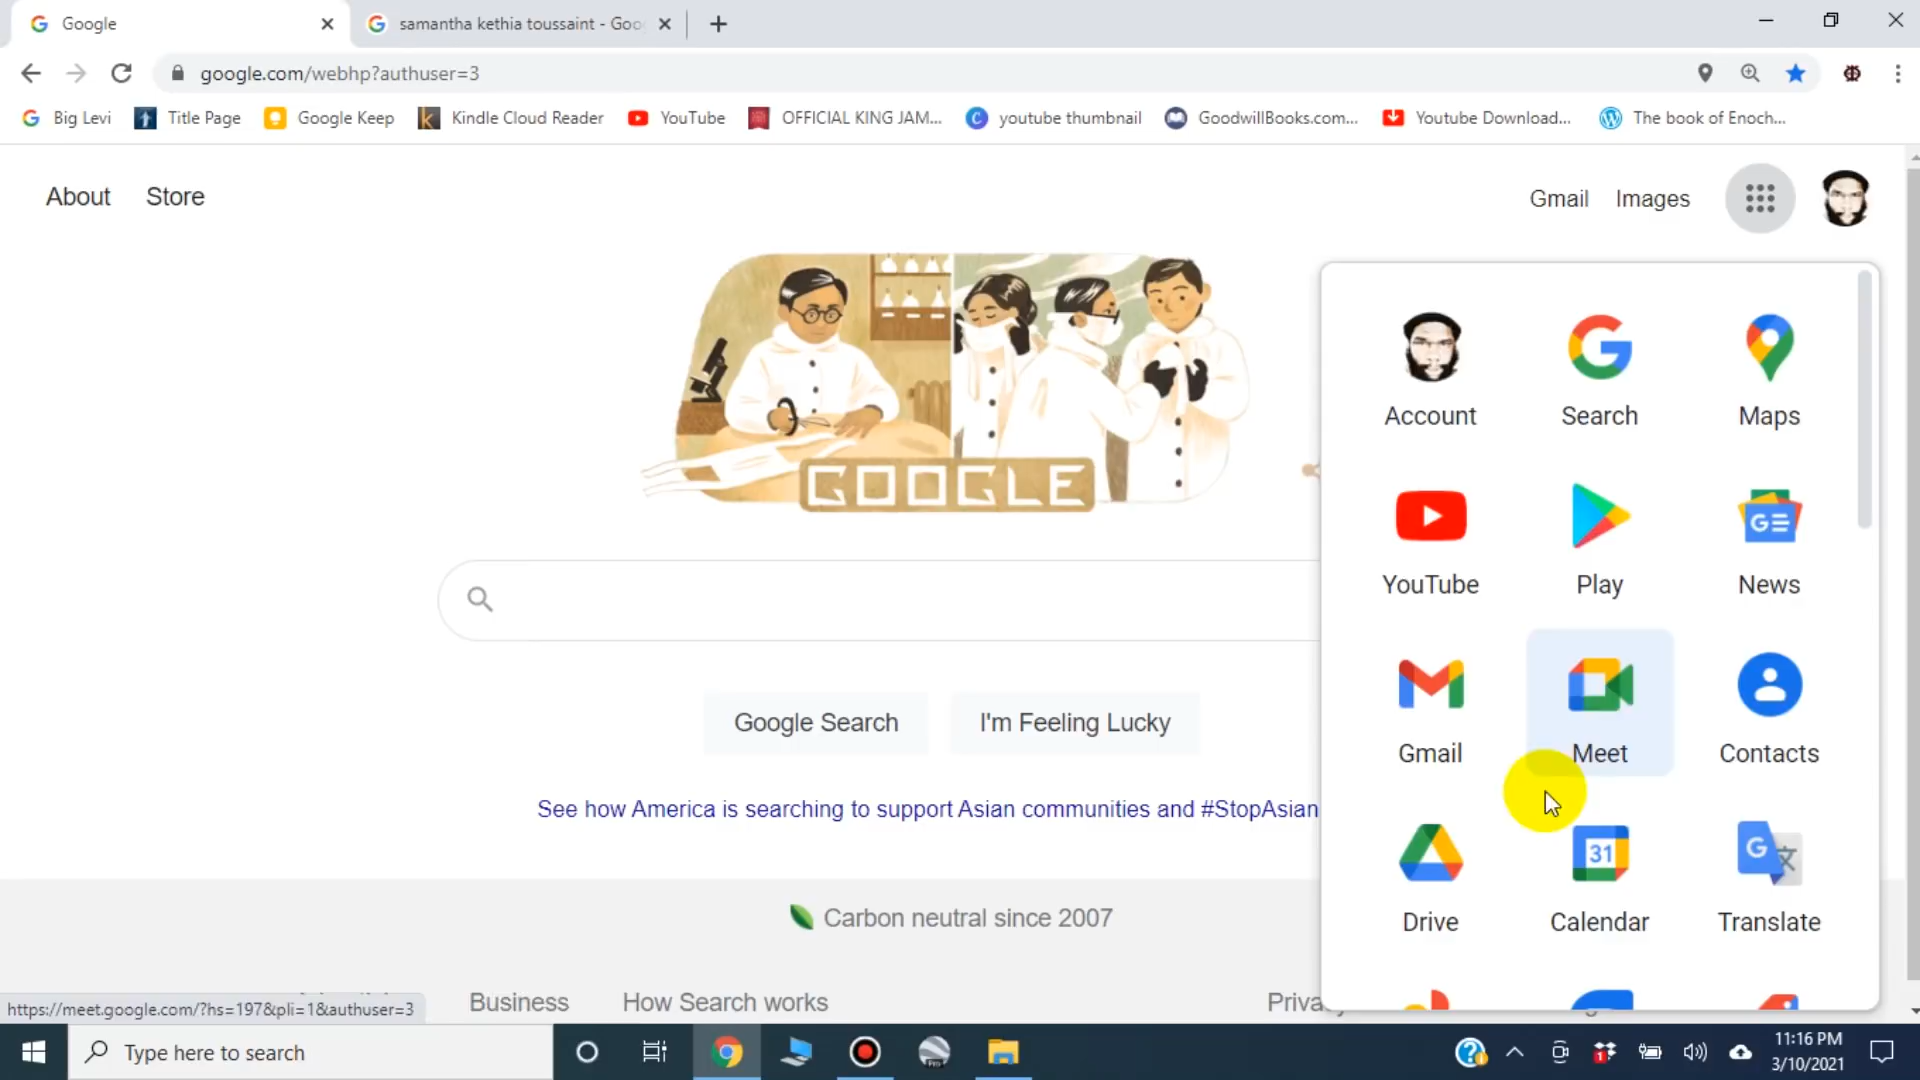 Google
samantha kethia toussaint - Goo
google.com/webhp?authuser=3
Big Levi
Title Page
Google Keep
Kindle Cloud Reader
YouTube
OFFICIAL KING JAM...
youtube thumbnail
GoodwillBooks.com...
Youtube Download...
The book of Enoch...
About
Store
Gmail
Images
GOOGLE
Account
Search
Maps
YouTube
Play
News
Gmail
Meet
Contacts
Drive
31
Calendar
Translate
Google Search
I'm Feeling Lucky
See how America is searching to support Asian communities and #StopAsian
Carbon neutral since 2007
Business
How Search works
https://meet.google.com/?hs=197&pli=1&authuser=3
Type here to search
11:16 PM
3/10/2021